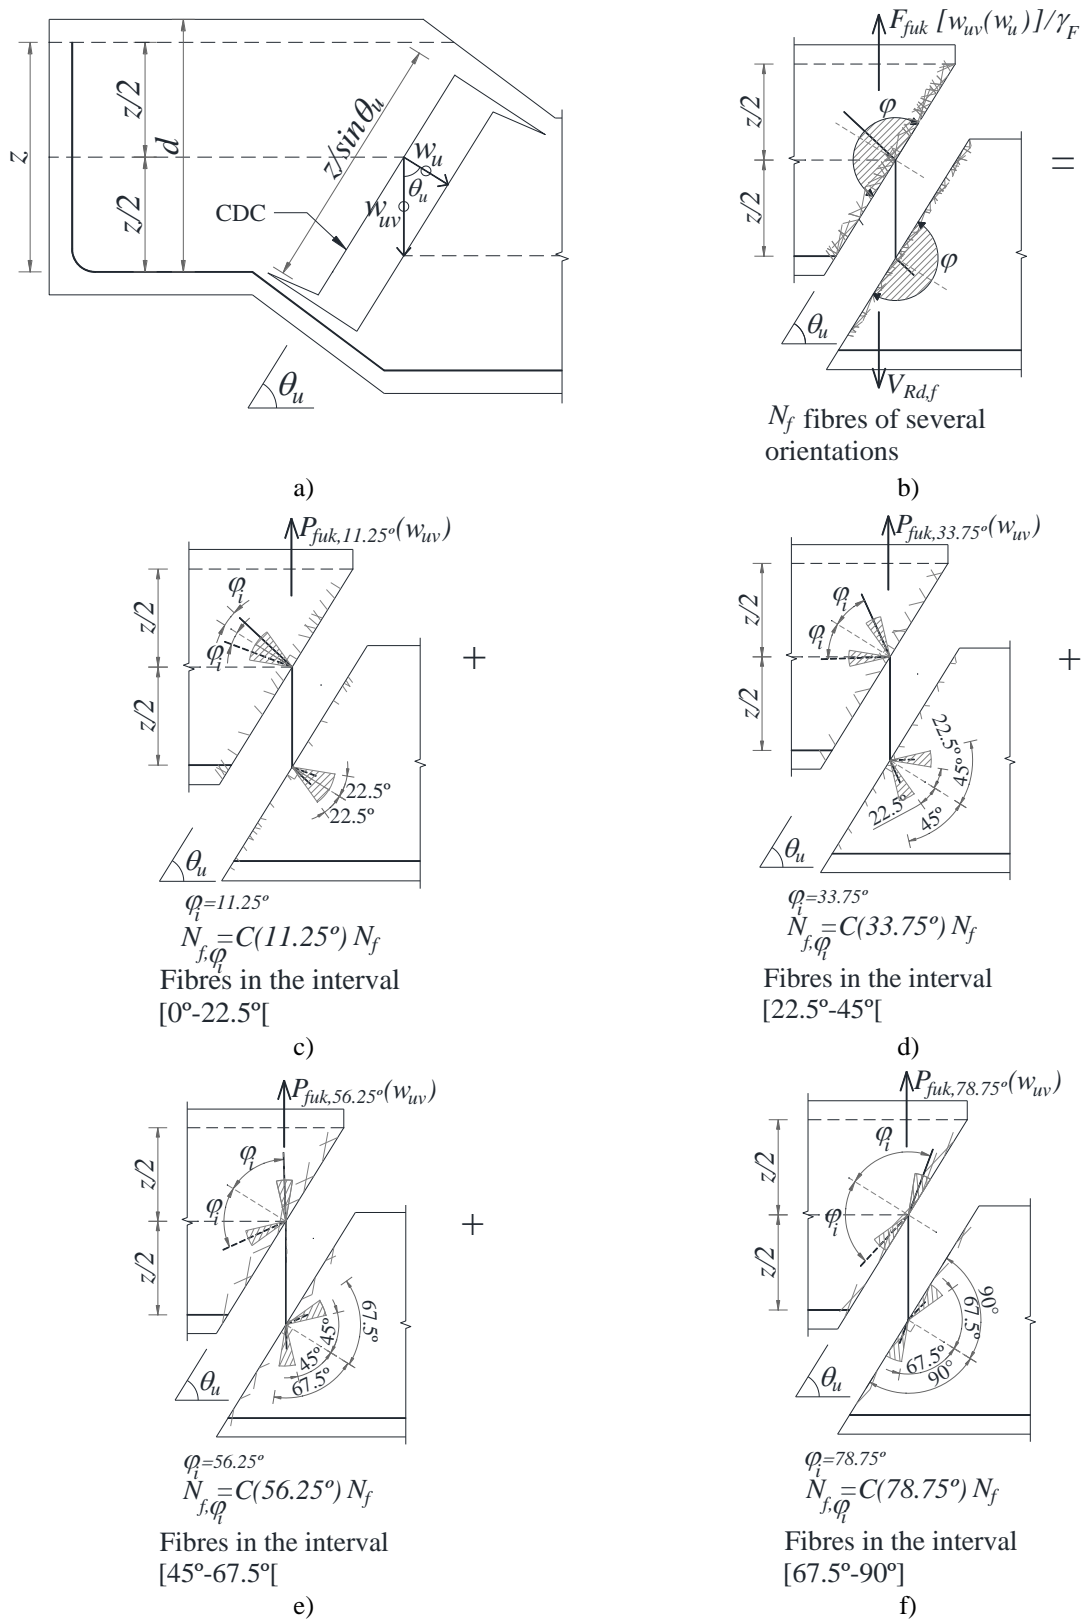 z
z/2
z/2
d
z/sinθu
CDC
wu
θu
wuv
θu
a)
Ffuk [wuv(wu)]/γF
z/2
z/2
φ
φ
=
θu
VRd,f
Nf fibres of several
orientations
b)
Pfuk,11.25º(wuv)
z/2
z/2
φi
φi
+
22.5º
22.5º
θu
φi=11.25º
Nf,φi=C(11.25º) Nf
Fibres in the interval
[0º-22.5º[
c)
Pfuk,33.75º(wuv)
z/2
z/2
φi
φi
+
22.5º
45º
22.5º
45º
θu
φi=33.75º
Nf,φi=C(33.75º) Nf
Fibres in the interval
[22.5º-45º[
d)
Pfuk,56.25º(wuv)
z/2
z/2
φi
φi
+
67.5º
45º
45º
67.5º
θu
φi=56.25º
Nf,φi=C(56.25º) Nf
Fibres in the interval
[45º-67.5º[
e)
Pfuk,78.75º(wuv)
z/2
z/2
φi
φi
90°
67.5º
67.5º
90°
θu
φi=78.75º
Nf,φi=C(78.75º) Nf
Fibres in the interval
[67.5º-90º]
f)